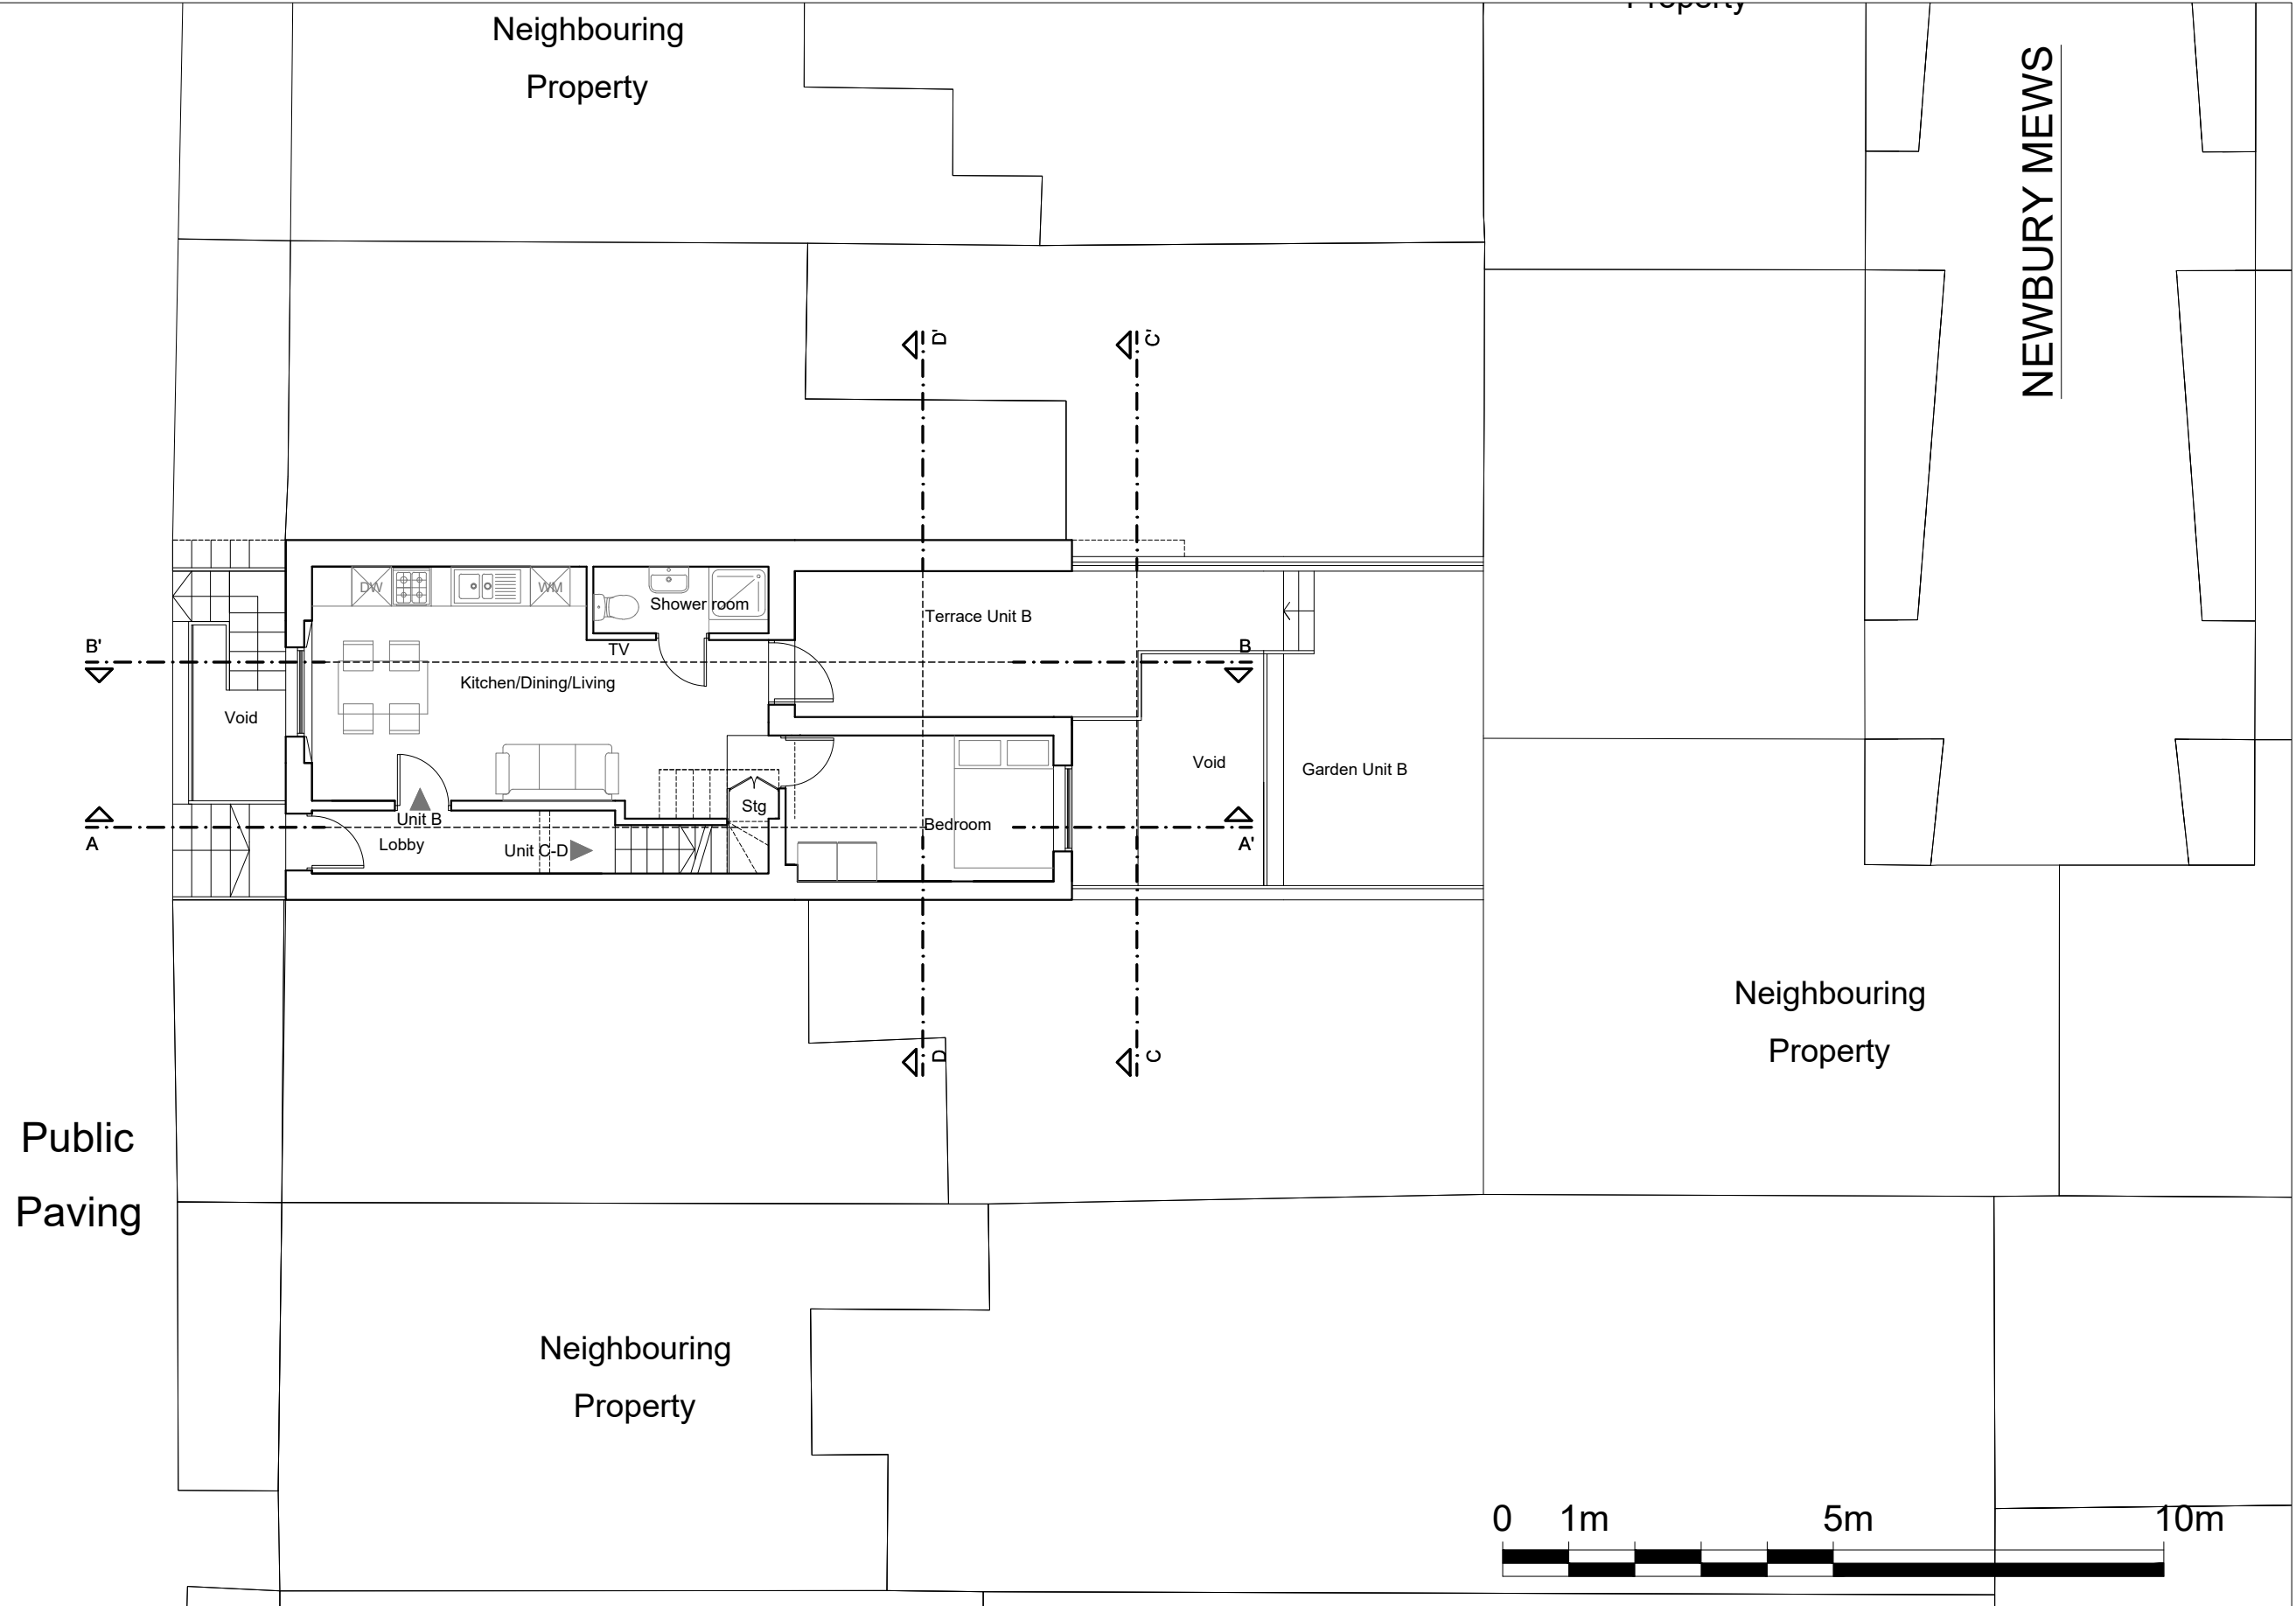 Property
Neighbouring
Property
NEWBURY MEWS
D'
C'
DW
WM
Shower room
Terrace Unit B
B'
TV
B
Kitchen/Dining/Living
Void
Void
Garden Unit B
Stg
Unit B
Bedroom
A
Lobby
Unit C-D
A'
Neighbouring
Property
D
C
Public
Paving
Neighbouring
Property
0 1m 5m 10m